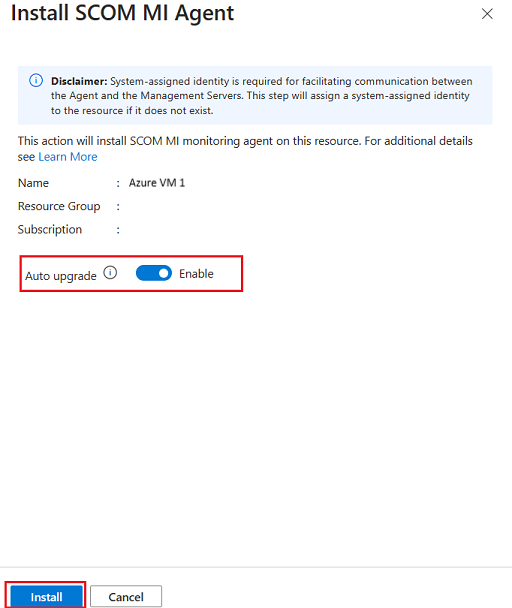 Install SCOM MI Agent
Disclaimer: System-assigned identity is required for facilitating communication between
the Agent and the Management Servers. This step will assign a system-assigned identity
to the resource if it does not exist.
This action will install SCOM MI monitoring agent on this resource. For additional details
see Learn More
Name : Azure VM 1
Resource Group :
Subscription :
Auto upgrade Enable
Install Cancel